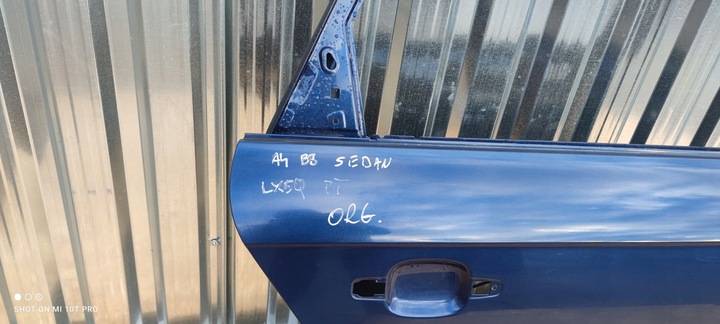 A4 B8 SEDAN
LX5Q PT
ORG.
SHOT ON MI 10T PRO